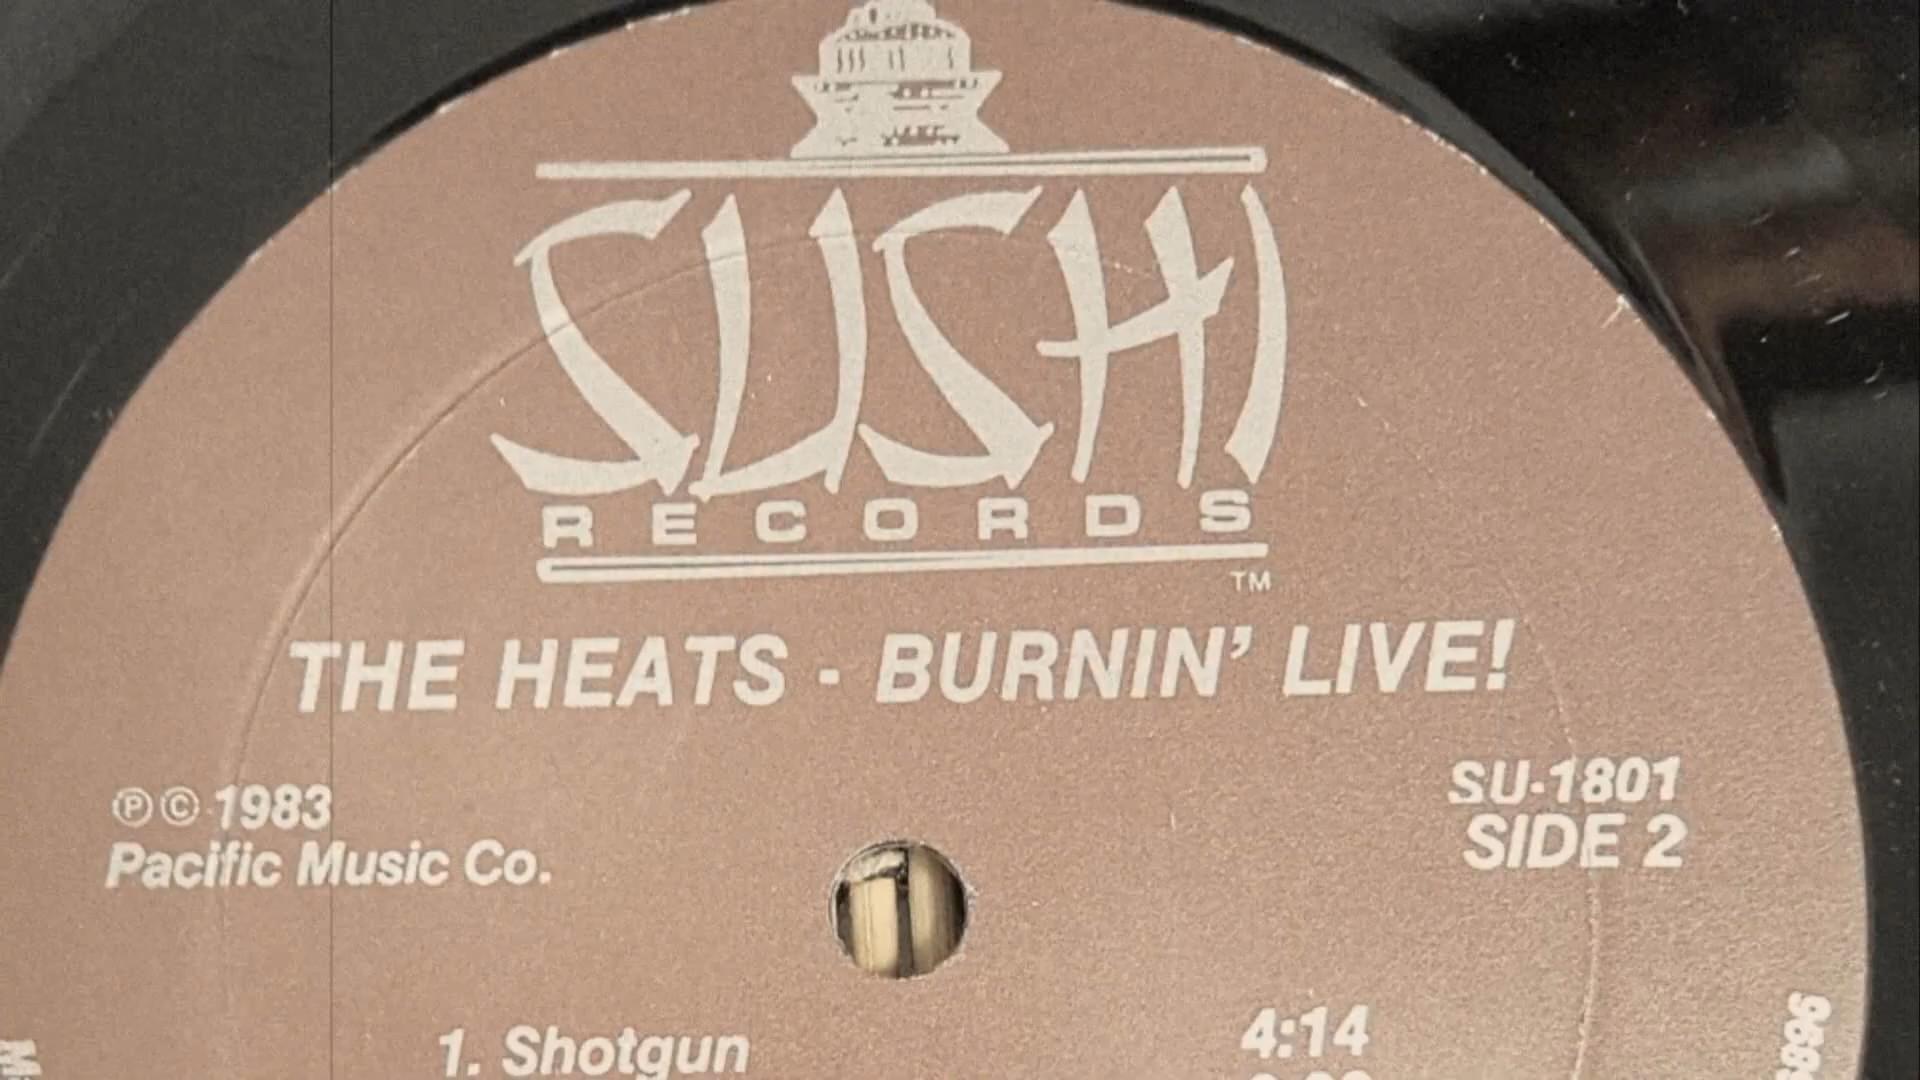 SUSHI
RECORDS
TM
THE HEATS - BURNIN' LIVE!
℗ © 1983
Pacific Music Co.
SU-1801
SIDE 2
1. Shotgun 4:14